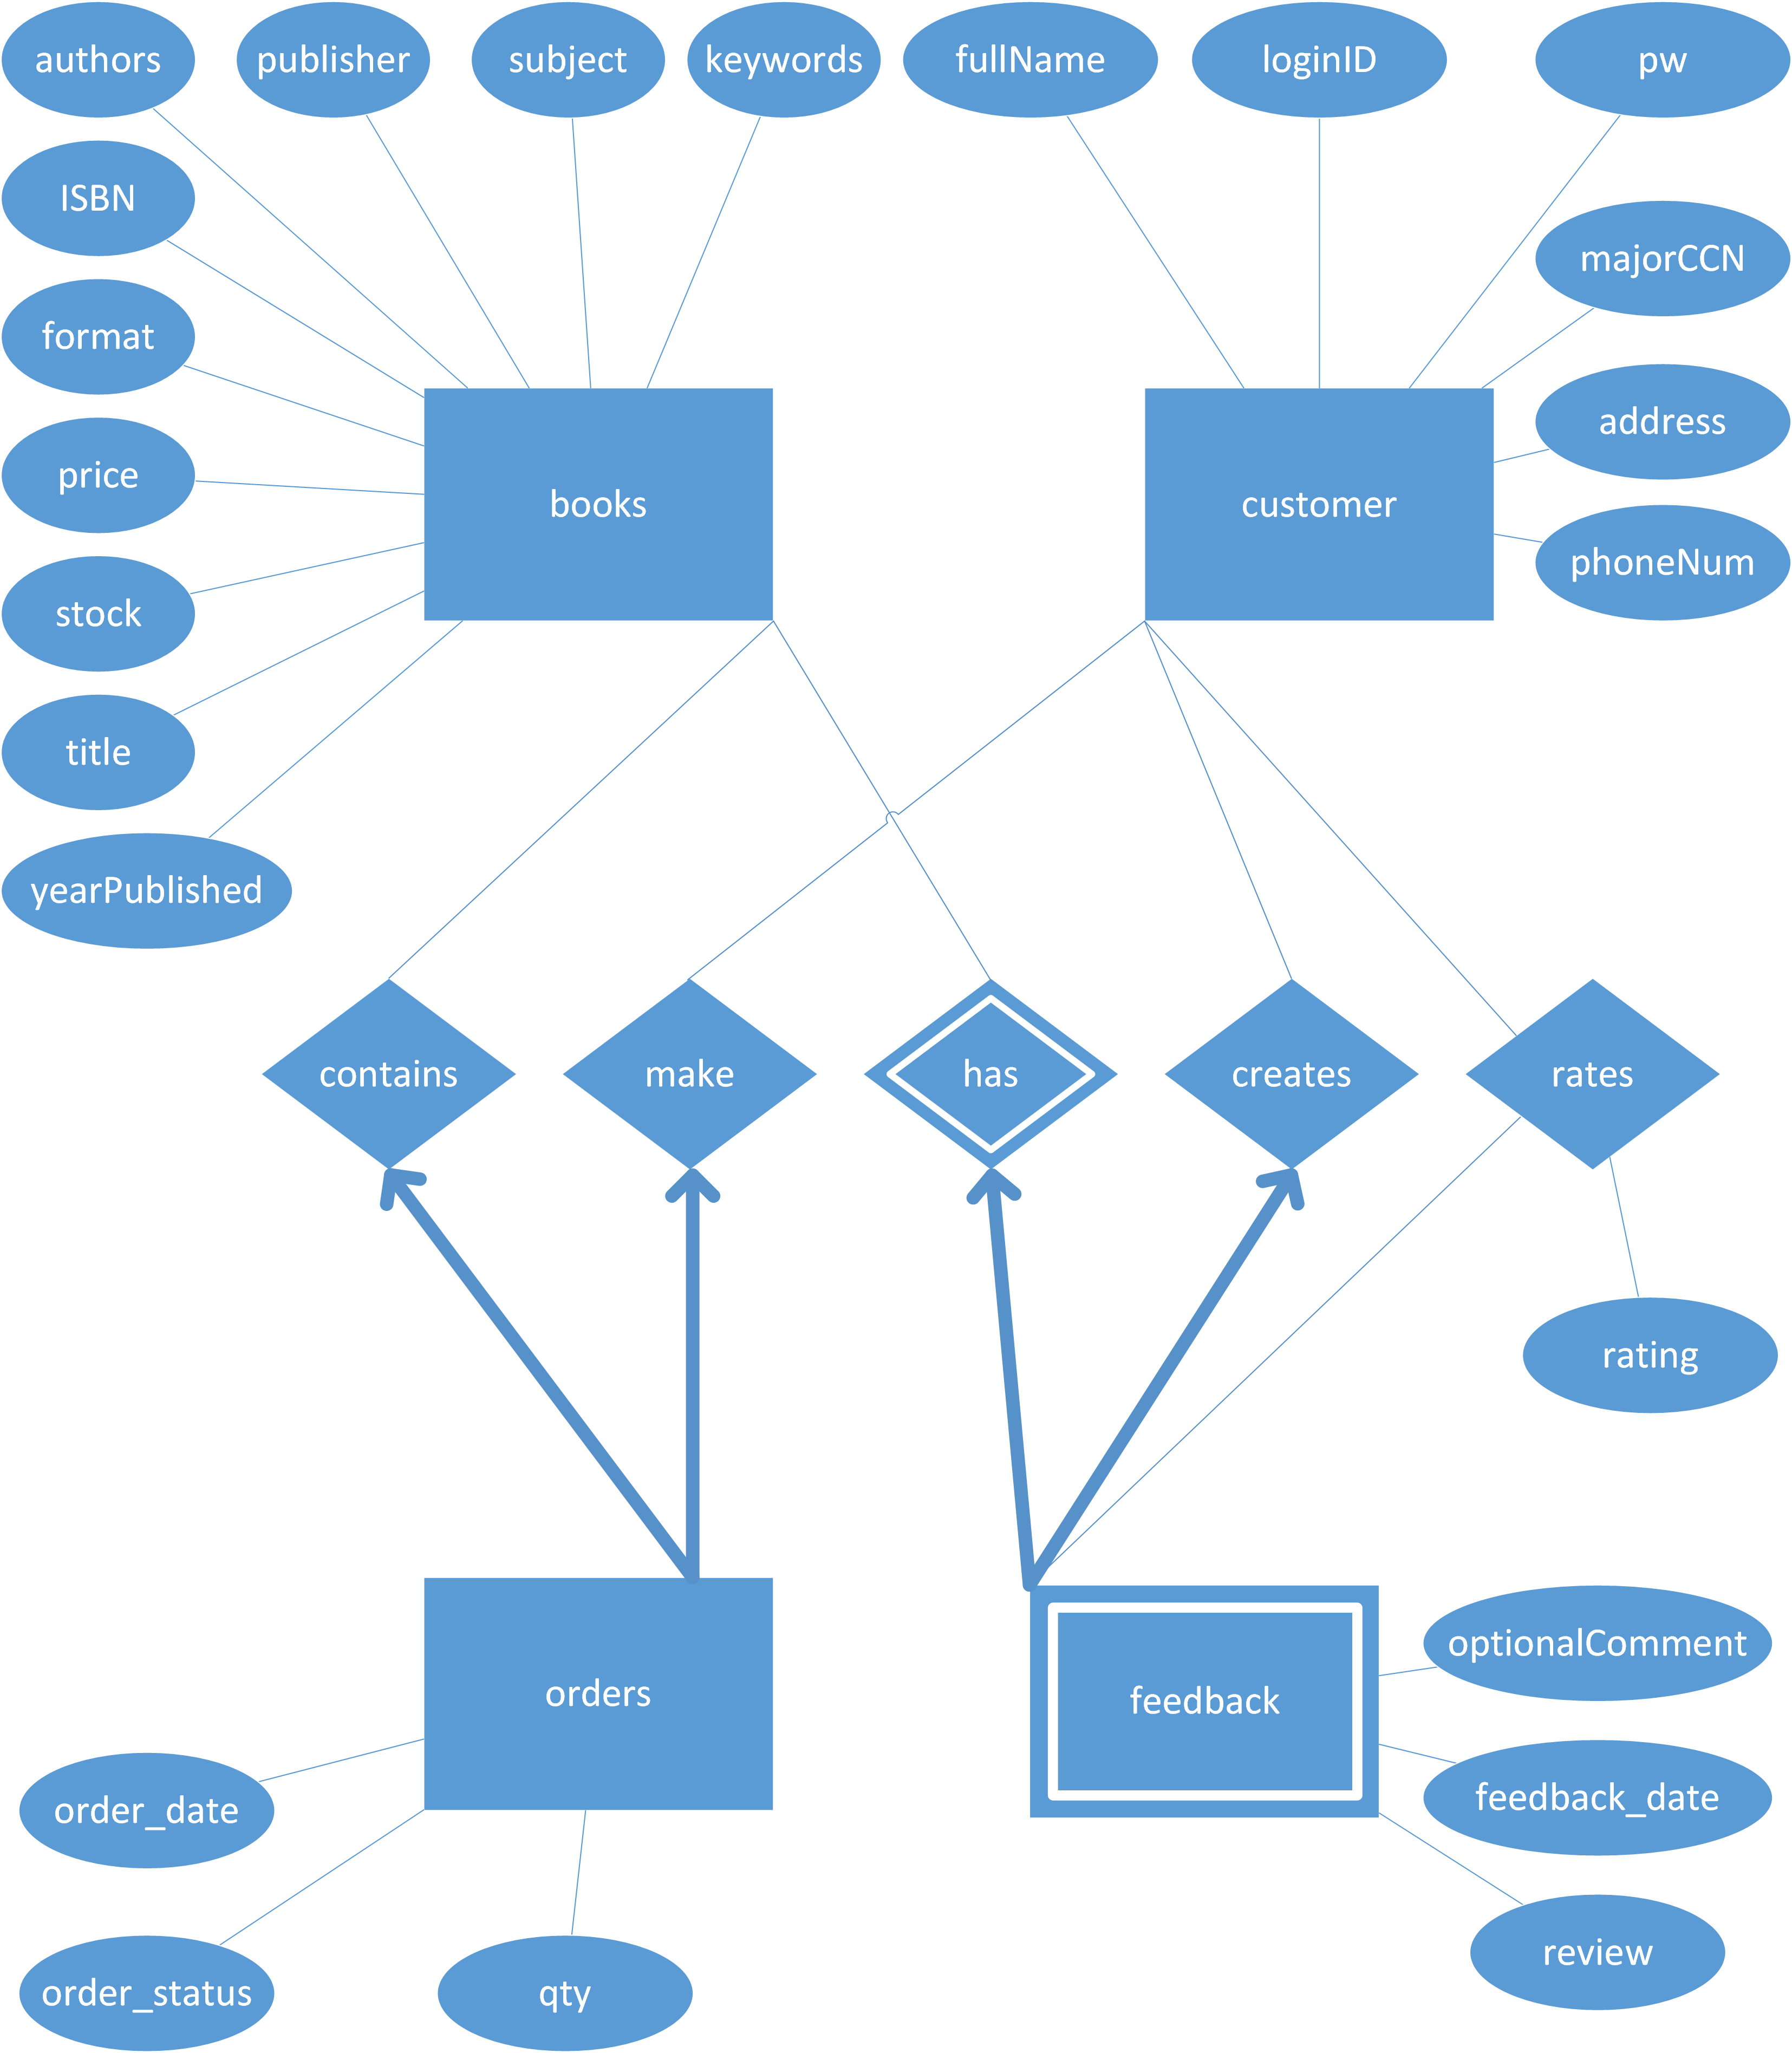 authors
publisher
subject
keywords
fullName
loginID
pw
ISBN
majorCCN
format
address
price
books
customer
phoneNum
stock
title
yearPublished
contains
make
has
creates
rates
rating
orders
feedback
optionalComment
order_date
feedback_date
review
order_status
qty